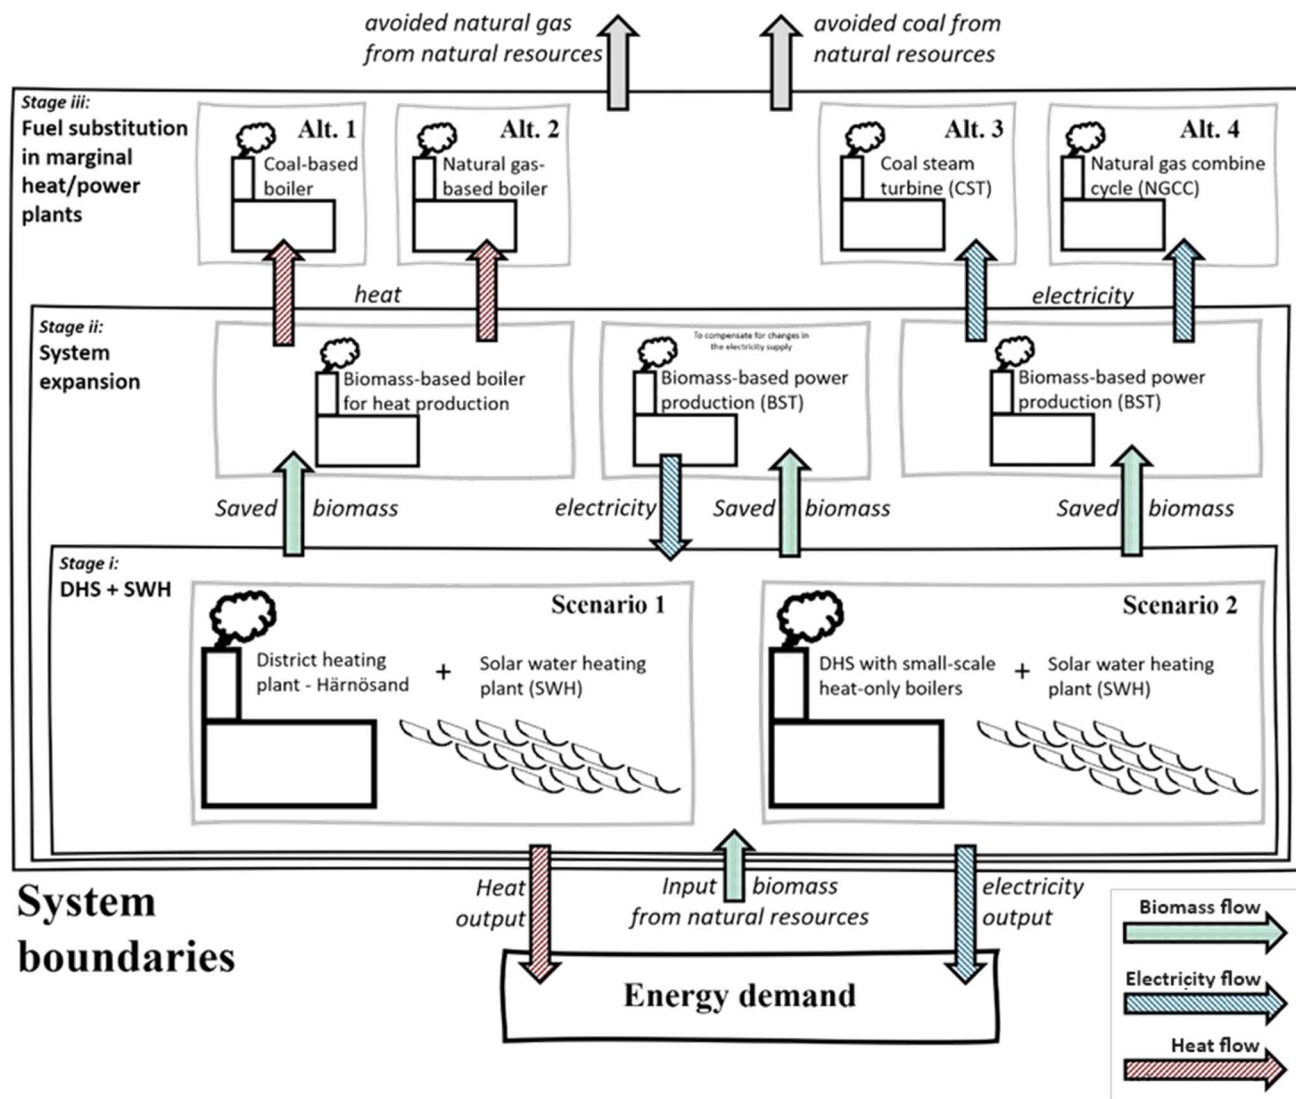 avoided natural gas
from natural resources
avoided coal from
natural resources
Stage iii:
Fuel substitution
in marginal
heat/power
plants
Alt. 1
Coal-based
boiler
Alt. 2
Natural gas-
based boiler
Alt. 3
Coal steam
turbine (CST)
Alt. 4
Natural gas combine
cycle (NGCC)
heat
electricity
Stage ii:
System
expansion
Biomass-based boiler
for heat production
To compensate for changes in
the electricity supply
Biomass-based power
production (BST)
Biomass-based power
production (BST)
Saved biomass
electricity
Saved biomass
Saved biomass
Stage i:
DHS + SWH
Scenario 1
District heating
plant - Härnösand
+
Solar water heating
plant (SWH)
Scenario 2
DHS with small-scale
heat-only boilers
+
Solar water heating
plant (SWH)
Heat
output
Input biomass
from natural resources
electricity
output
System
boundaries
Energy demand
Biomass flow
Electricity flow
Heat flow